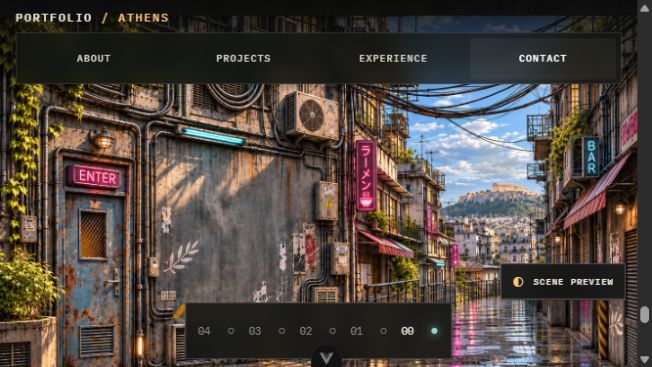 PORTFOLIO / ATHENS
ABOUT PROJECTS EXPERIENCE CONTACT
ENTER
ラーメン
BAR
SCENE PREVIEW
04 03 02 01 00